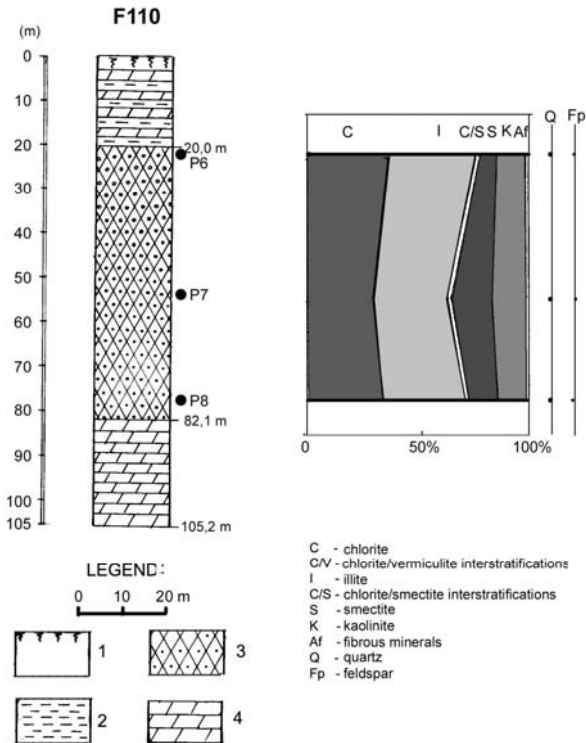 F110
(m)
0
10
20
30
40
50
60
70
80
90
100
105
20,0 m
P6
P7
P8
82,1 m
105,2 m
C I C/S S K Af Q Fp
0 50% 100%
LEGEND:
0 10 20 m
1
2
3
4
C - chlorite
C/V - chlorite/vermiculite interstratifications
I - illite
C/S - chlorite/smectite interstratifications
S - smectite
K - kaolinite
Af - fibrous minerals
Q - quartz
Fp - feldspar